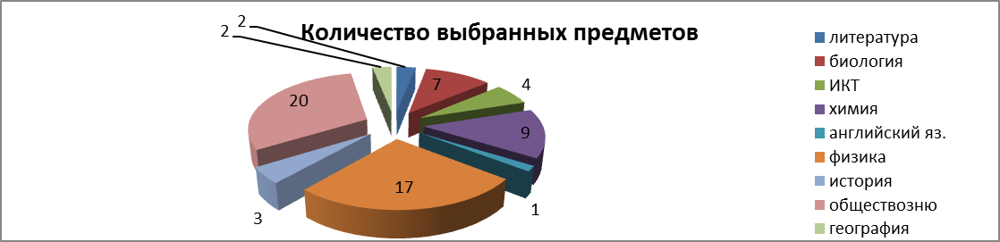 Количество выбранных предметов
2
2
7
4
9
1
17
3
20
литература
биология
ИКТ
химия
английский яз.
физика
история
обществозню
география